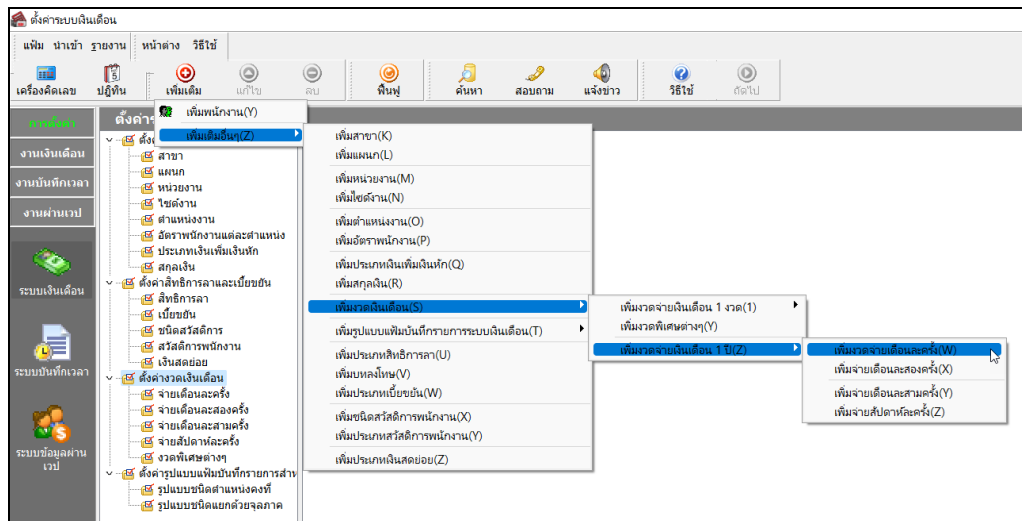 ตั้งค่าระบบเงินเดือน
แฟ้ม นำเข้า รายงาน หน้าต่าง วิธีใช้
เครื่องคิดเลข ปฏิทิน เพิ่มเติม แก้ไข ลบ ฟื้นฟู ค้นหา สอบถาม แจ้งข่าว วิธีใช้ ถัดไป
การตั้งค่า
งานเงินเดือน
งานบันทึกเวลา
งานผ่านเวป
ระบบเงินเดือน
ระบบบันทึกเวลา
ระบบข้อมูลผ่าน
เวป
ตั้งค่า
สาขา
แผนก
หน่วยงาน
ไซต์งาน
ตำแหน่งงาน
อัตราพนักงานแต่ละตำแหน่ง
ประเภทเงินเพิ่มเงินหัก
สกุลเงิน
ตั้งค่าสิทธิการลาและเบี้ยขยัน
สิทธิการลา
เบี้ยขยัน
ชนิดสวัสดิการ
สวัสดิการพนักงาน
เงินสดย่อย
ตั้งค่างวดเงินเดือน
จ่ายเดือนละครั้ง
จ่ายเดือนละสองครั้ง
จ่ายเดือนละสามครั้ง
จ่ายสัปดาห์ละครั้ง
งวดพิเศษต่างๆ
ตั้งค่ารูปแบบแฟ้มบันทึกรายการสำห
รูปแบบชนิดตำแหน่งคงที่
รูปแบบชนิดแยกด้วยจุลภาค
เพิ่มพนักงาน(Y)
เพิ่มเติมอื่นๆ(Z)
เพิ่มสาขา(K)
เพิ่มแผนก(L)
เพิ่มหน่วยงาน(M)
เพิ่มไซต์งาน(N)
เพิ่มตำแหน่งงาน(O)
เพิ่มอัตราพนักงาน(P)
เพิ่มประเภทเงินเพิ่มเงินหัก(Q)
เพิ่มสกุลเงิน(R)
เพิ่มงวดเงินเดือน(S)
เพิ่มรูปแบบแฟ้มบันทึกรายการระบบเงินเดือน(T)
เพิ่มประเภทสิทธิการลา(U)
เพิ่มบทลงโทษ(V)
เพิ่มประเภทเบี้ยขยัน(W)
เพิ่มชนิดสวัสดิการพนักงาน(X)
เพิ่มประเภทสวัสดิการพนักงาน(Y)
เพิ่มประเภทเงินสดย่อย(Z)
เพิ่มงวดจ่ายเงินเดือน 1 งวด(1)
เพิ่มงวดพิเศษต่างๆ(Y)
เพิ่มงวดจ่ายเงินเดือน 1 ปี(Z)
เพิ่มงวดจ่ายเดือนละครั้ง(W)
เพิ่มจ่ายเดือนละสองครั้ง(X)
เพิ่มจ่ายเดือนละสามครั้ง(Y)
เพิ่มจ่ายสัปดาห์ละครั้ง(Z)